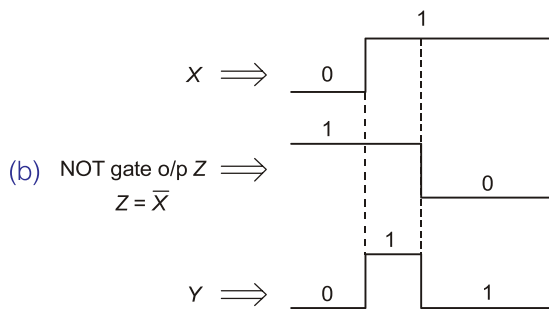 1
X ⇒ 0
1
(b) NOT gate o/p Z ⇒
0
Z = X̅
1
Y ⇒ 0 1